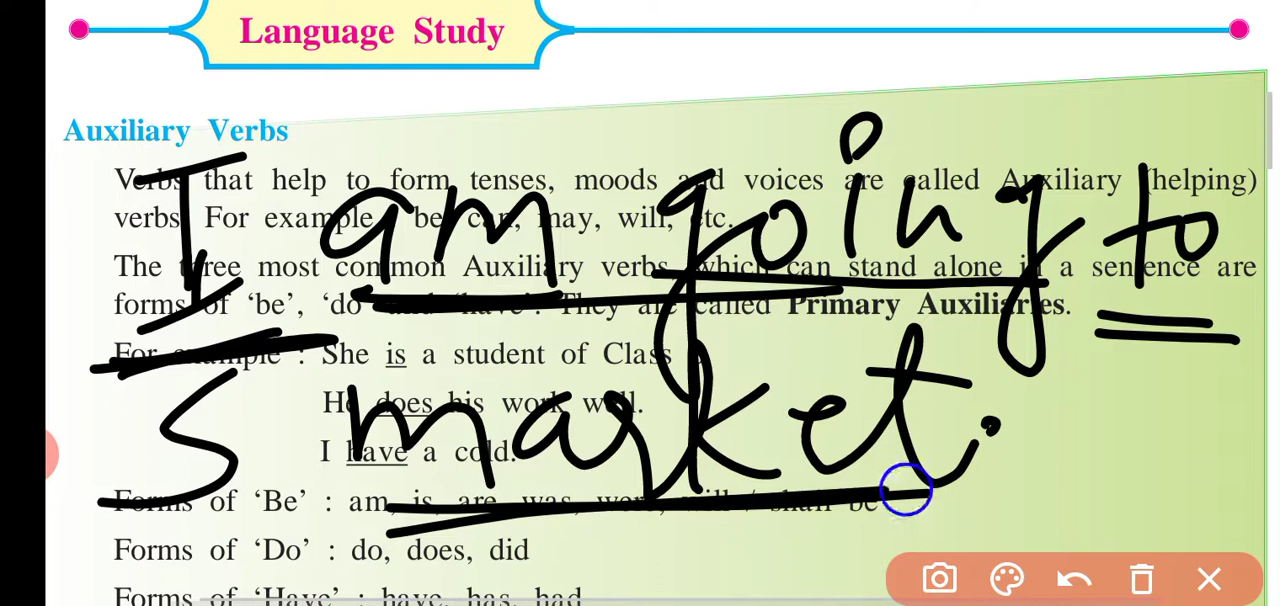 Language Study
Auxiliary Verbs
Verbs that help to form tenses, moods and voices are called Auxiliary (helping)
verbs. For example, be, can, may, will, etc.
The three most common Auxiliary verbs, which can stand alone in a sentence are
forms of ‘be’, ‘do’ and ‘have’. They are called Primary Auxiliaries.
For example : She is a student of Class
He does his work well.
I have a cold.
Forms of ‘Be’ : am, is, are, was, were, will / shall be
Forms of ‘Do’ : do, does, did
Forms of ‘Have’ : have, has, had
I am going to
market.
S